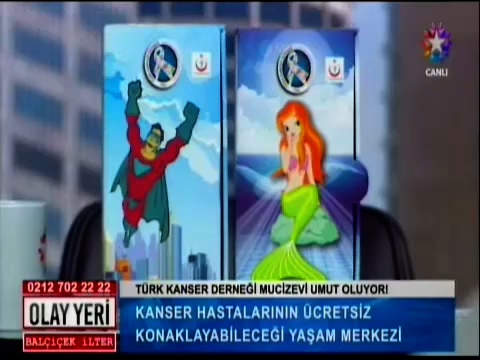 CANLI
0212 702 22 22
OLAY YERİ
BALÇİÇEK İLTER
TÜRK KANSER DERNEĞİ MUCİZEVİ UMUT OLUYOR!
KANSER HASTALARININ ÜCRETSİZ
KONAKLAYABİLECEĞİ YAŞAM MERKEZİ